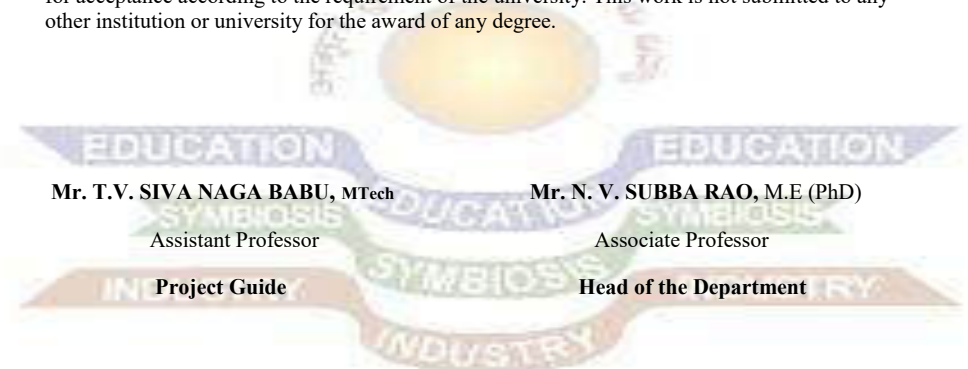 for acceptance according to the requirement of the university. This work is not submitted to any
other institution or university for the award of any degree.
EDUCATION EDUCATION
Mr. T.V. SIVA NAGA BABU, MTech Mr. N. V. SUBBA RAO, M.E (PhD)
EDUCATION
SYMBIOSIS SYMBIOSIS
Assistant Professor Associate Professor
SYMBIOSIS
INDUSTRY INDUSTRY
Project Guide Head of the Department
INDUSTRY